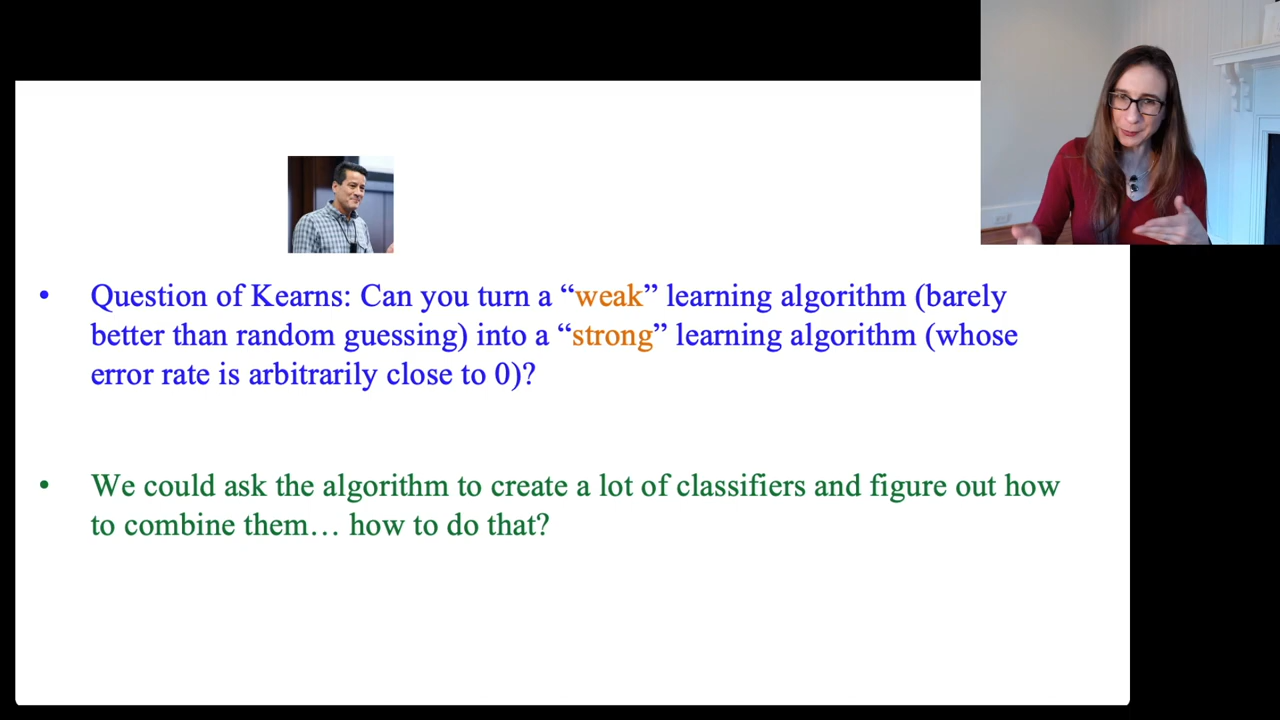 • Question of Kearns: Can you turn a “weak” learning algorithm (barely
better than random guessing) into a “strong” learning algorithm (whose
error rate is arbitrarily close to 0)?
• We could ask the algorithm to create a lot of classifiers and figure out how
to combine them… how to do that?